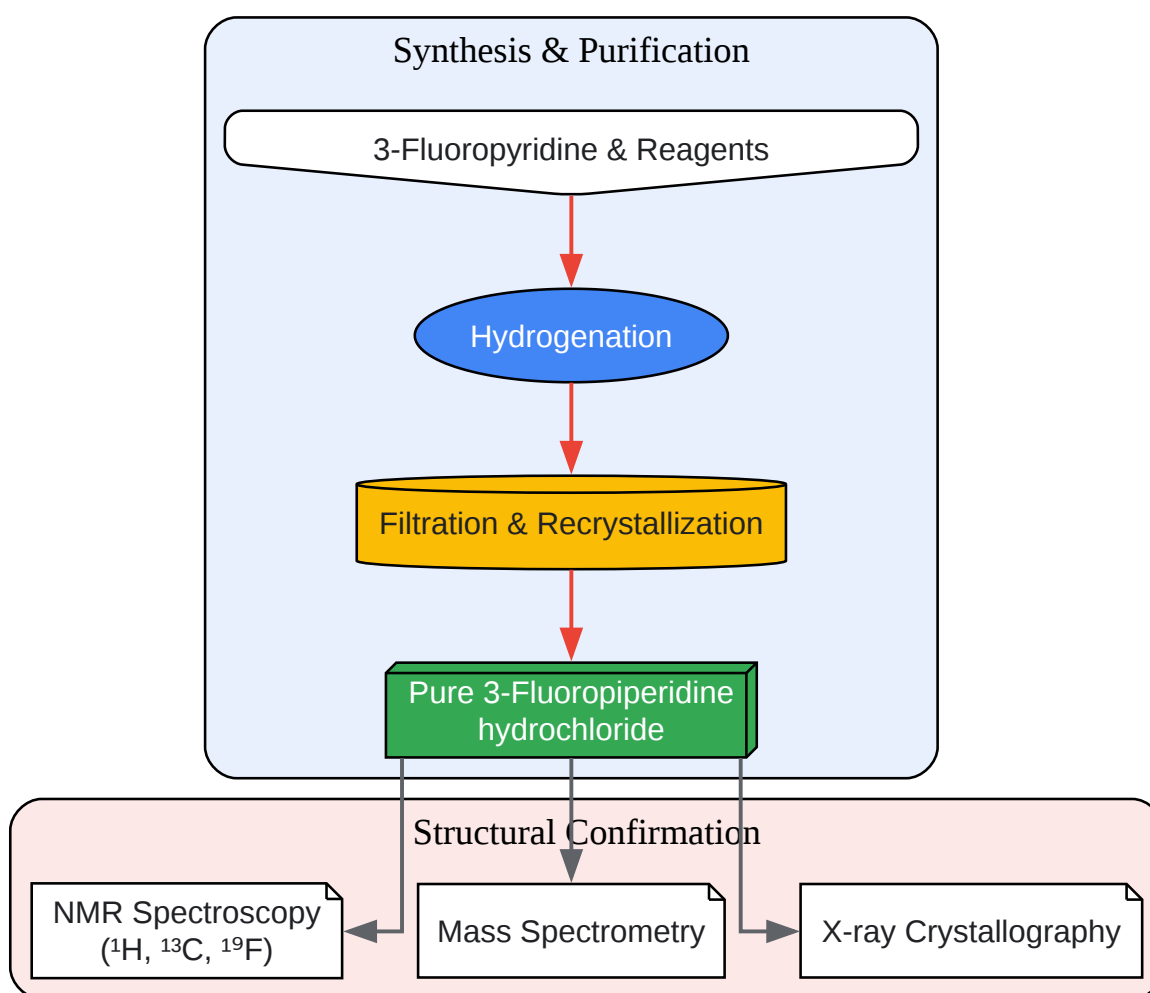 Synthesis & Purification
3-Fluoropyridine & Reagents
Hydrogenation
Filtration & Recrystallization
Pure 3-Fluoropiperidine
hydrochloride
Structural Confirmation
NMR Spectroscopy
(¹H, ¹³C, ¹⁹F)
Mass Spectrometry
X-ray Crystallography